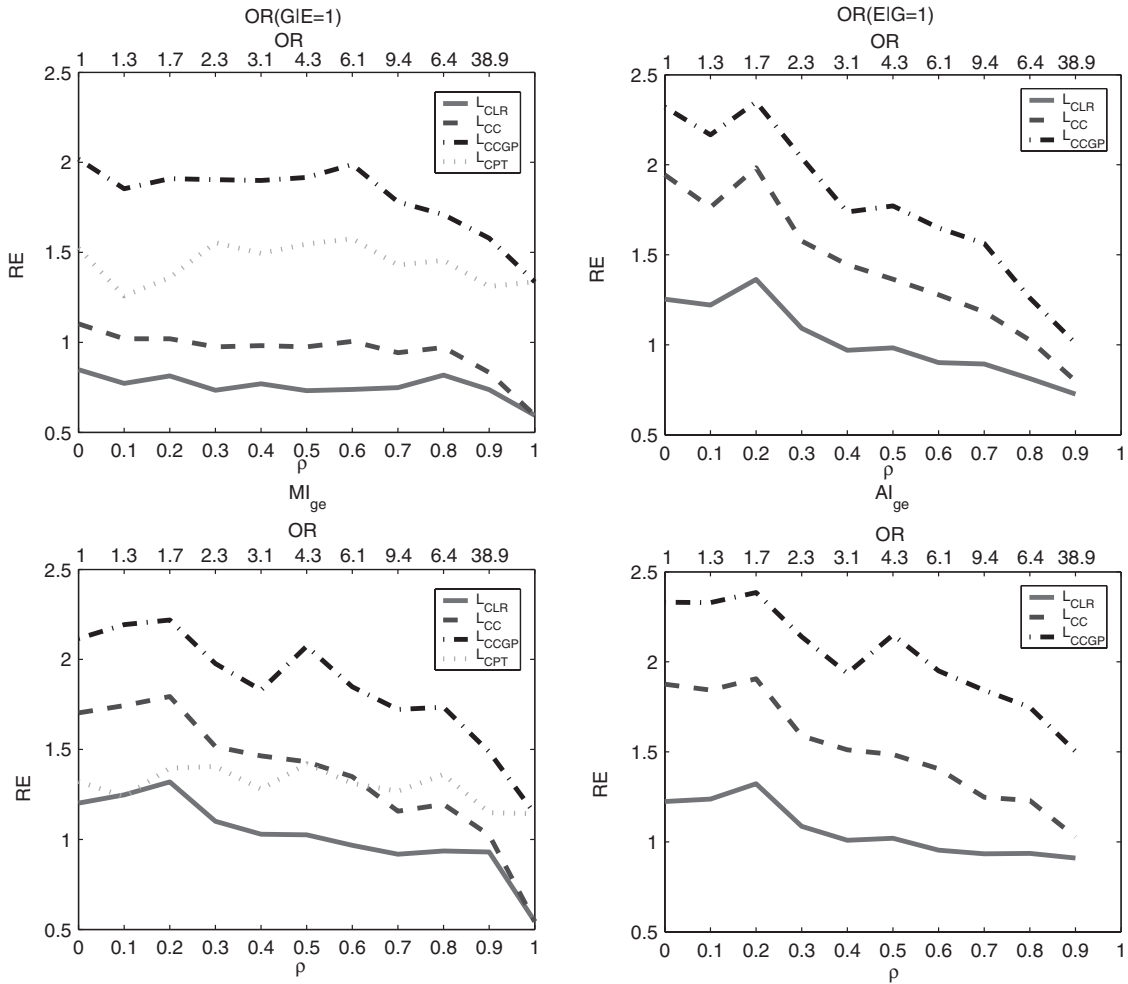 OR(G|E=1)
OR
1 1.3 1.7 2.3 3.1 4.3 6.1 9.4 6.4 38.9
2.5
2
1.5
1
0.5
RE
L_CLR
L_CC
L_CCGP
L_CPT
0 0.1 0.2 0.3 0.4 0.5 0.6 0.7 0.8 0.9 1
ρ
OR(E|G=1)
OR
1 1.3 1.7 2.3 3.1 4.3 6.1 9.4 6.4 38.9
2.5
2
1.5
1
0.5
RE
L_CLR
L_CC
L_CCGP
0 0.1 0.2 0.3 0.4 0.5 0.6 0.7 0.8 0.9 1
ρ
MI_ge
OR
1 1.3 1.7 2.3 3.1 4.3 6.1 9.4 6.4 38.9
2.5
2
1.5
1
0.5
RE
L_CLR
L_CC
L_CCGP
L_CPT
0 0.1 0.2 0.3 0.4 0.5 0.6 0.7 0.8 0.9 1
ρ
AI_ge
OR
1 1.3 1.7 2.3 3.1 4.3 6.1 9.4 6.4 38.9
2.5
2
1.5
1
0.5
RE
L_CLR
L_CC
L_CCGP
0 0.1 0.2 0.3 0.4 0.5 0.6 0.7 0.8 0.9 1
ρ